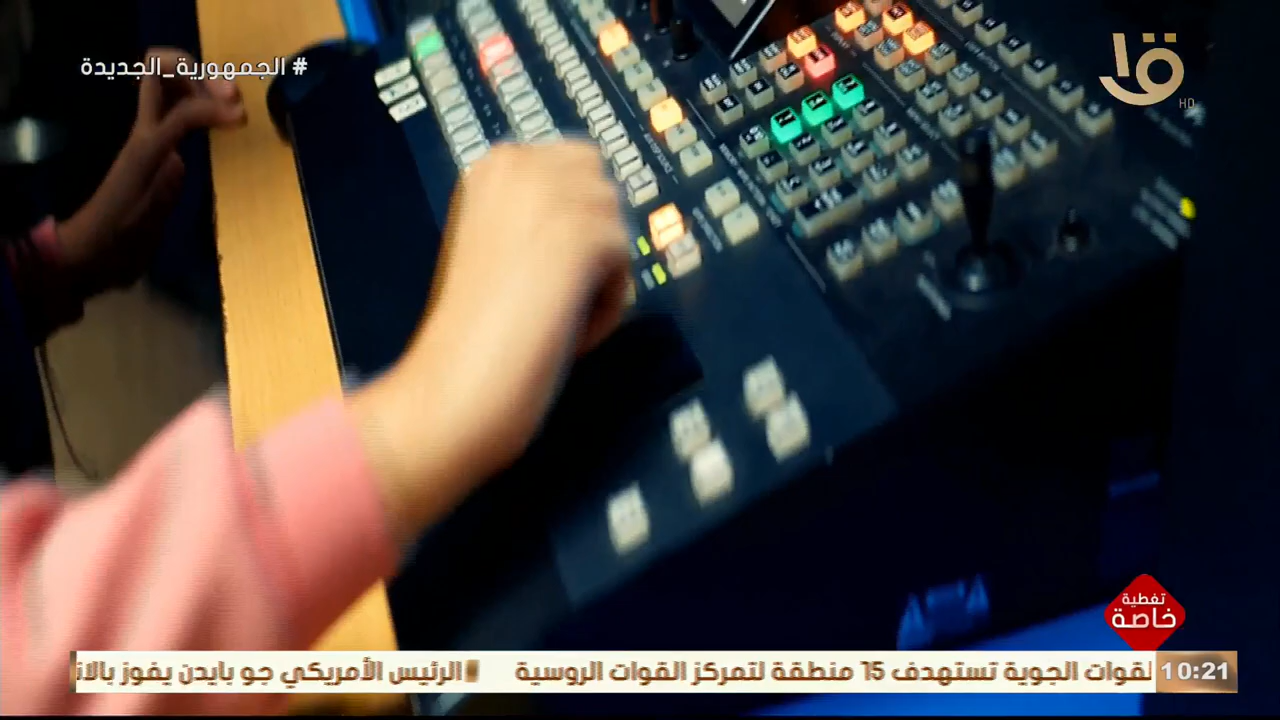 #الجمهورية_الجديدة
ق١
HD
تغطية
خاصة
لقوات الجوية تستهدف 15 منطقة لتمركز القوات الروسية الرئيس الأمريكي جو بايدن يفوز بالا
10:21